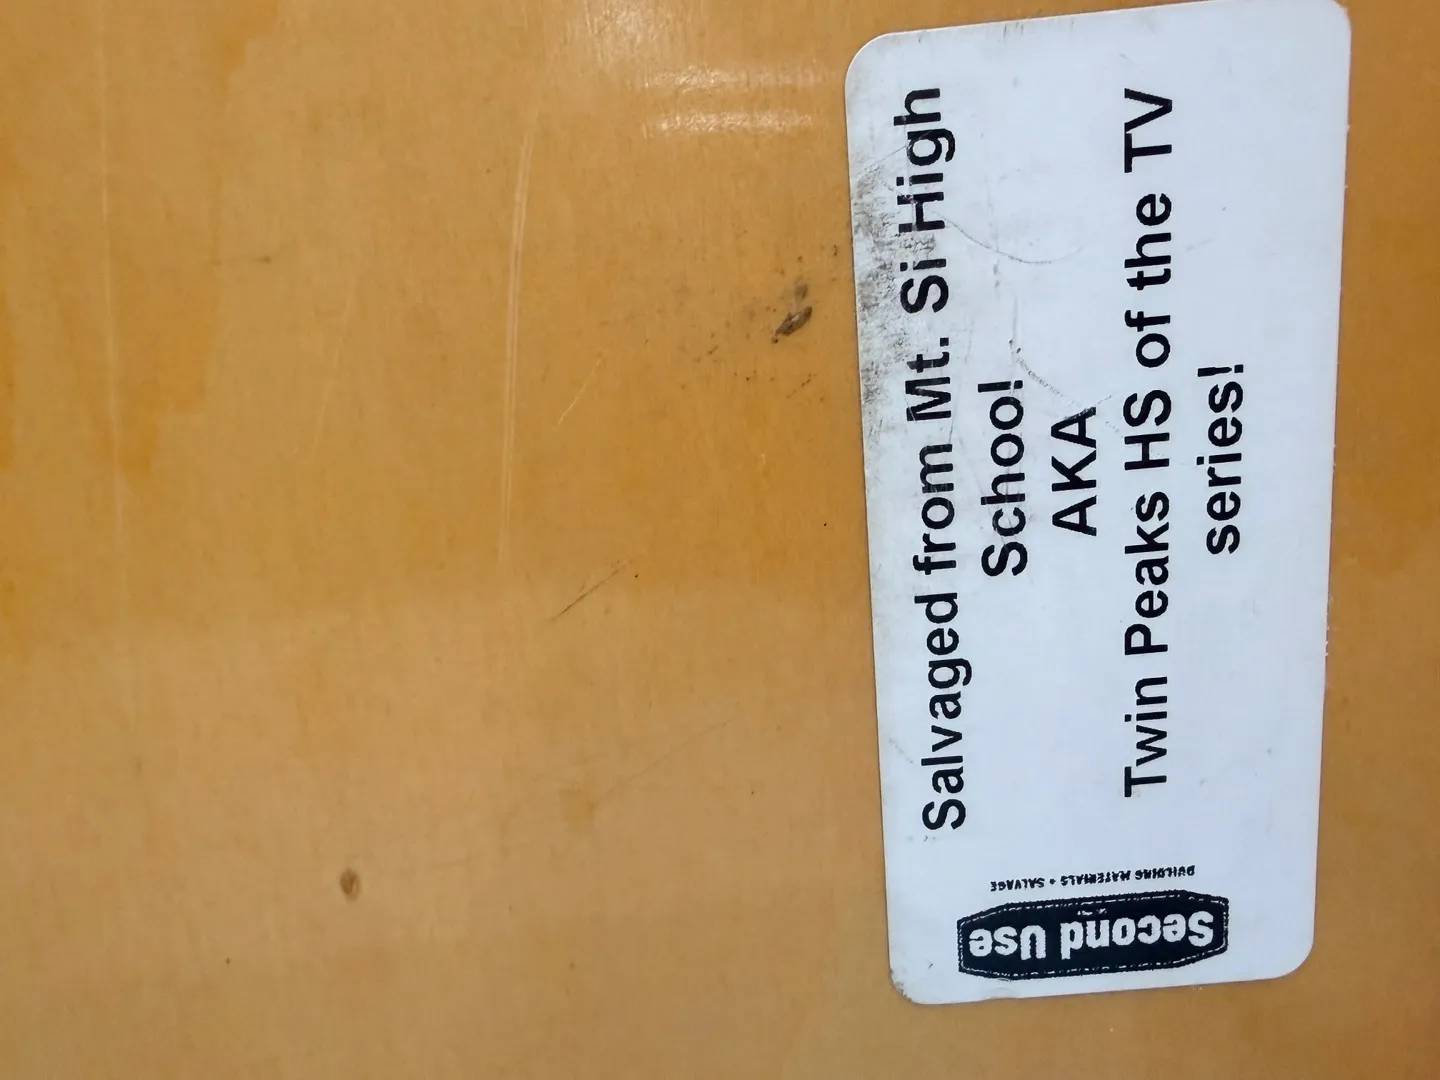 Salvaged from Mt. Si High
School!
AKA
Twin Peaks HS of the TV
series!
Second Use
BUILDING MATERIALS + SALVAGE